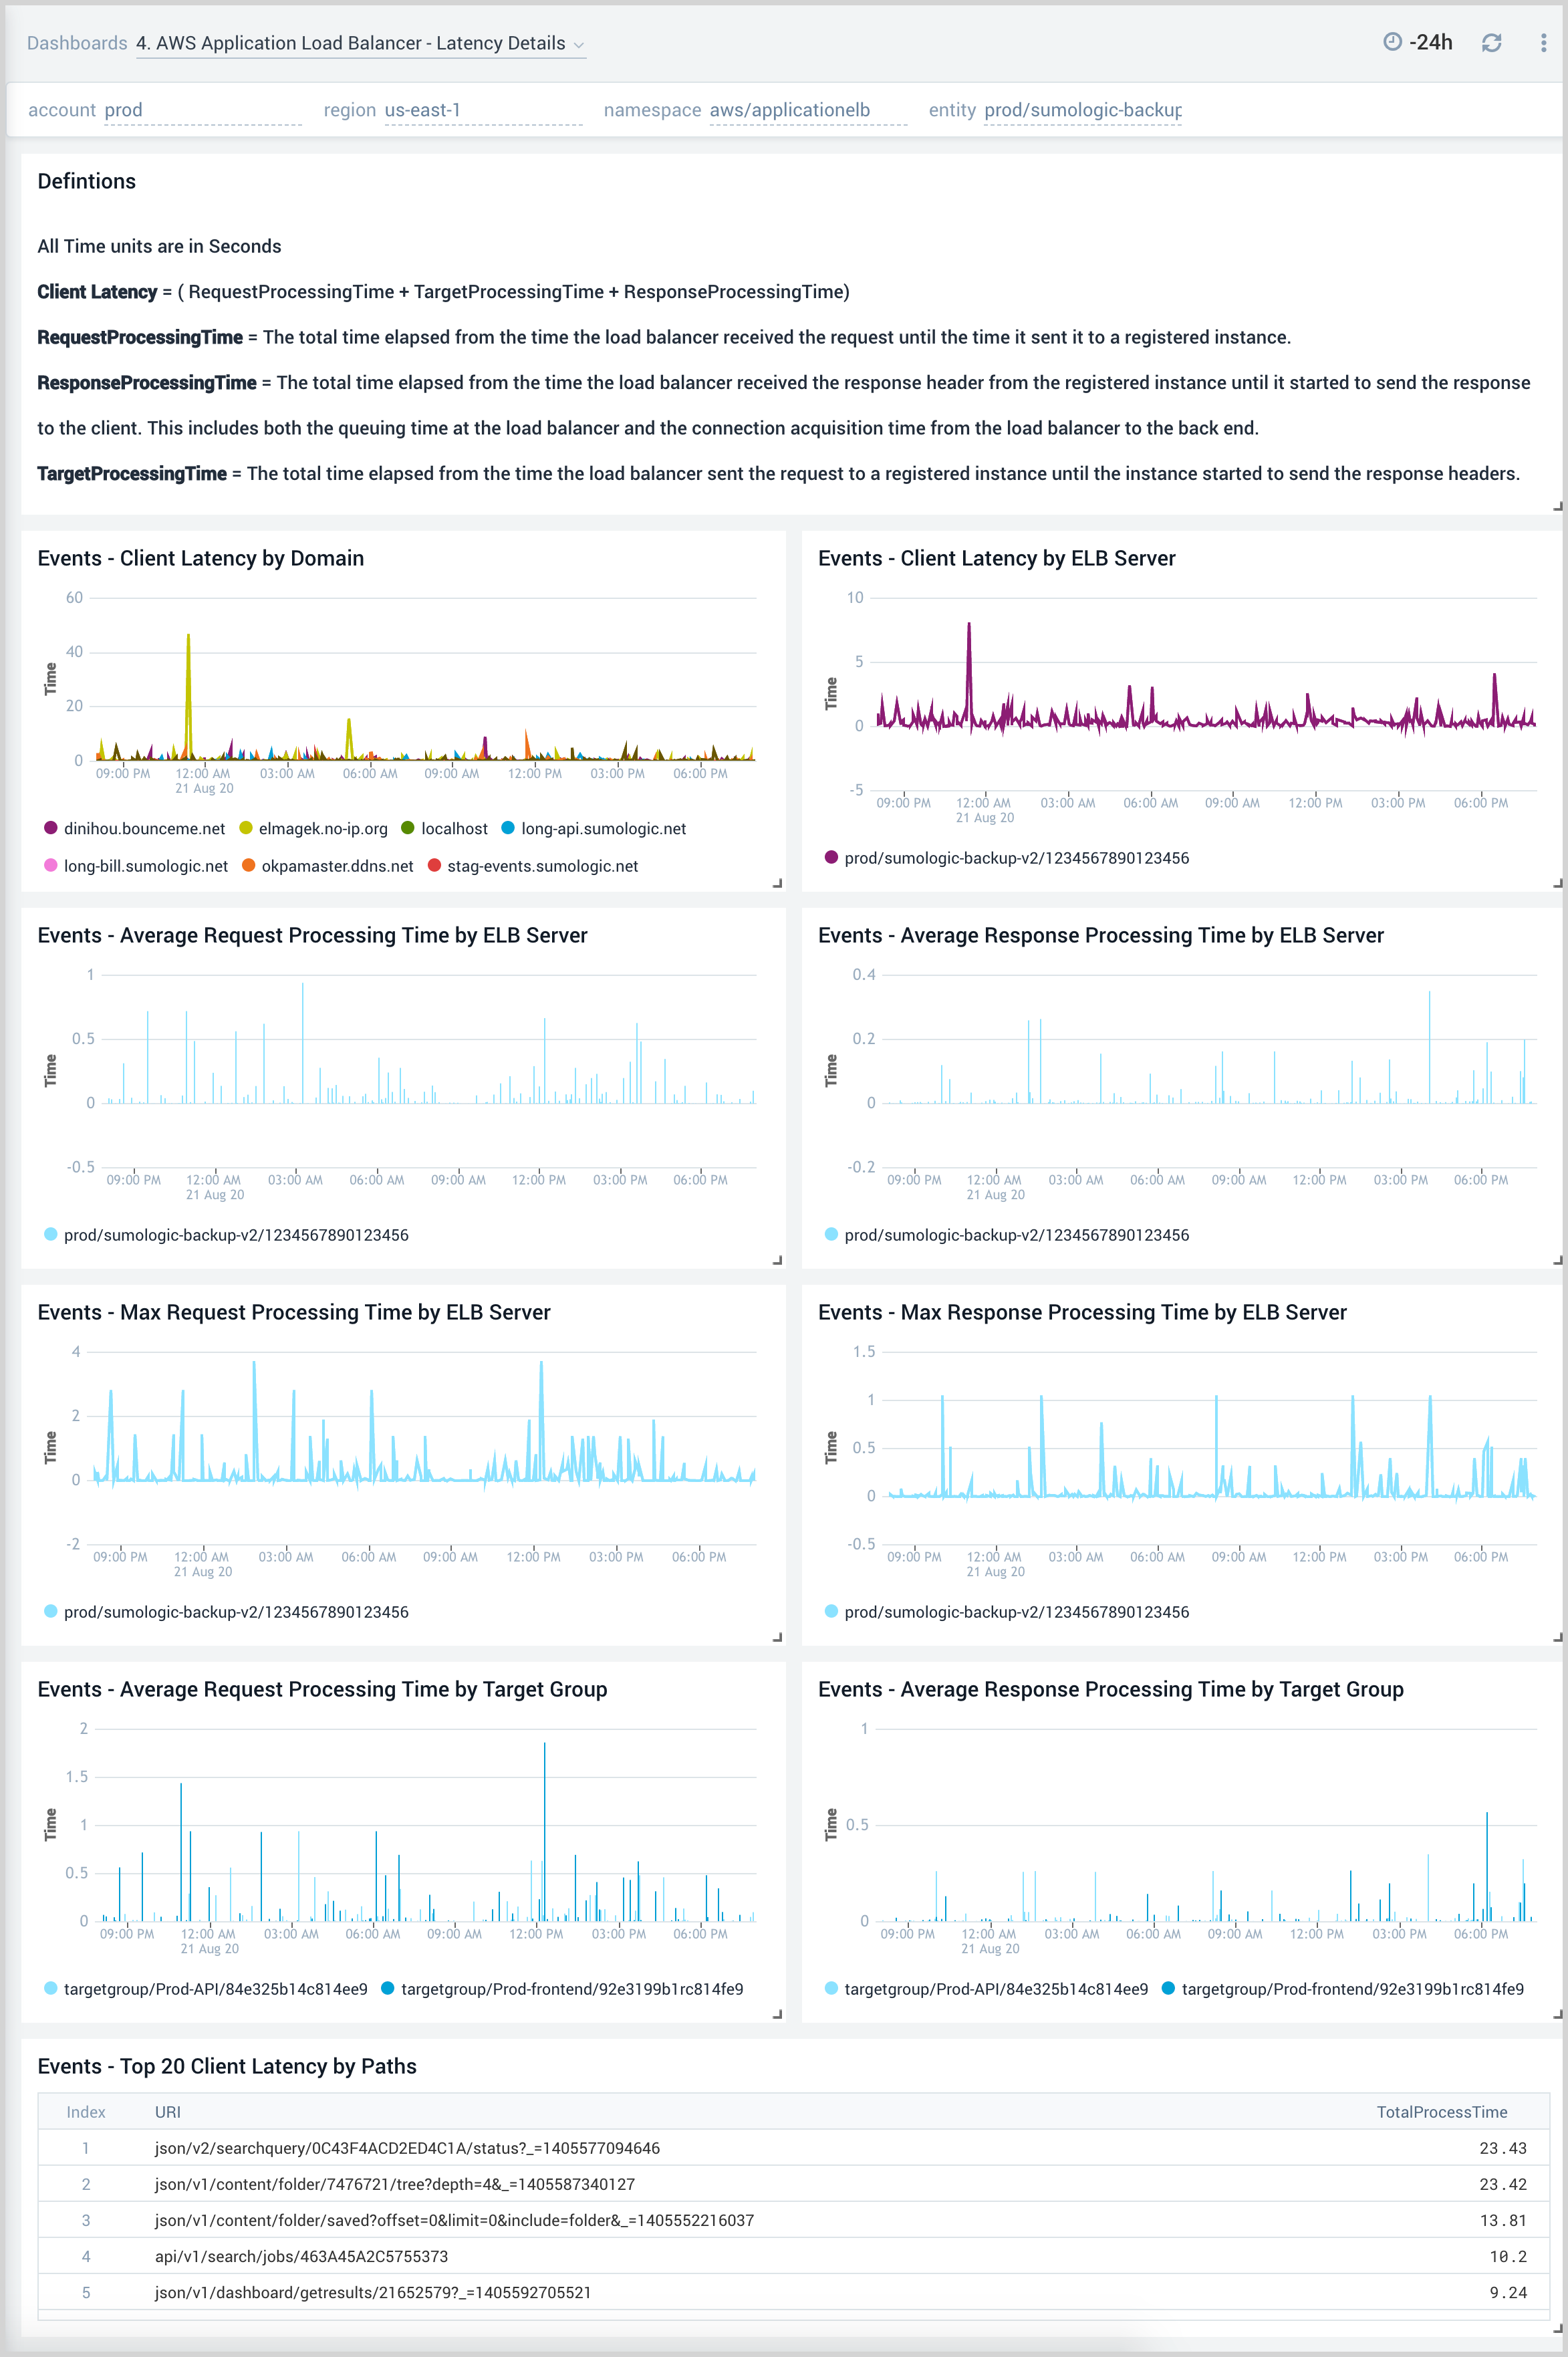 Dashboards 4. AWS Application Load Balancer - Latency Details -24h
account prod region us-east-1 namespace aws/applicationelb entity prod/sumologic-backup
Defintions
All Time units are in Seconds
Client Latency = ( RequestProcessingTime + TargetProcessingTime + ResponseProcessingTime)
RequestProcessingTime = The total time elapsed from the time the load balancer received the request until the time it sent it to a registered instance.
ResponseProcessingTime = The total time elapsed from the time the load balancer received the response header from the registered instance until it started to send the response
to the client. This includes both the queuing time at the load balancer and the connection acquisition time from the load balancer to the back end.
TargetProcessingTime = The total time elapsed from the time the load balancer sent the request to a registered instance until the instance started to send the response headers.
Events - Client Latency by Domain
60
40
20
0
Time
09:00 PM 12:00 AM 03:00 AM 06:00 AM 09:00 AM 12:00 PM 03:00 PM 06:00 PM
21 Aug 20
dinihou.bounceme.net elmagek.no-ip.org localhost long-api.sumologic.net
long-bill.sumologic.net okpamaster.ddns.net stag-events.sumologic.net
Events - Client Latency by ELB Server
10
5
0
-5
Time
09:00 PM 12:00 AM 03:00 AM 06:00 AM 09:00 AM 12:00 PM 03:00 PM 06:00 PM
21 Aug 20
prod/sumologic-backup-v2/1234567890123456
Events - Average Request Processing Time by ELB Server
1
0.5
0
-0.5
Time
09:00 PM 12:00 AM 03:00 AM 06:00 AM 09:00 AM 12:00 PM 03:00 PM 06:00 PM
21 Aug 20
prod/sumologic-backup-v2/1234567890123456
Events - Average Response Processing Time by ELB Server
0.4
0.2
0
-0.2
Time
09:00 PM 12:00 AM 03:00 AM 06:00 AM 09:00 AM 12:00 PM 03:00 PM 06:00 PM
21 Aug 20
prod/sumologic-backup-v2/1234567890123456
Events - Max Request Processing Time by ELB Server
4
2
0
-2
Time
09:00 PM 12:00 AM 03:00 AM 06:00 AM 09:00 AM 12:00 PM 03:00 PM 06:00 PM
21 Aug 20
prod/sumologic-backup-v2/1234567890123456
Events - Max Response Processing Time by ELB Server
1.5
1
0.5
0
-0.5
Time
09:00 PM 12:00 AM 03:00 AM 06:00 AM 09:00 AM 12:00 PM 03:00 PM 06:00 PM
21 Aug 20
prod/sumologic-backup-v2/1234567890123456
Events - Average Request Processing Time by Target Group
2
1.5
1
0.5
0
Time
09:00 PM 12:00 AM 03:00 AM 06:00 AM 09:00 AM 12:00 PM 03:00 PM 06:00 PM
21 Aug 20
targetgroup/Prod-API/84e325b14c814ee9 targetgroup/Prod-frontend/92e3199b1rc814fe9
Events - Average Response Processing Time by Target Group
1
0.5
0
Time
09:00 PM 12:00 AM 03:00 AM 06:00 AM 09:00 AM 12:00 PM 03:00 PM 06:00 PM
21 Aug 20
targetgroup/Prod-API/84e325b14c814ee9 targetgroup/Prod-frontend/92e3199b1rc814fe9
Events - Top 20 Client Latency by Paths
Index URI TotalProcessTime
1 json/v2/searchquery/0C43F4ACD2ED4C1A/status?_=1405577094646 23.43
2 json/v1/content/folder/7476721/tree?depth=4&_=1405587340127 23.42
3 json/v1/content/folder/saved?offset=0&limit=0&include=folder&_=1405552216037 13.81
4 api/v1/search/jobs/463A45A2C5755373 10.2
5 json/v1/dashboard/getresults/21652579?_=1405592705521 9.24